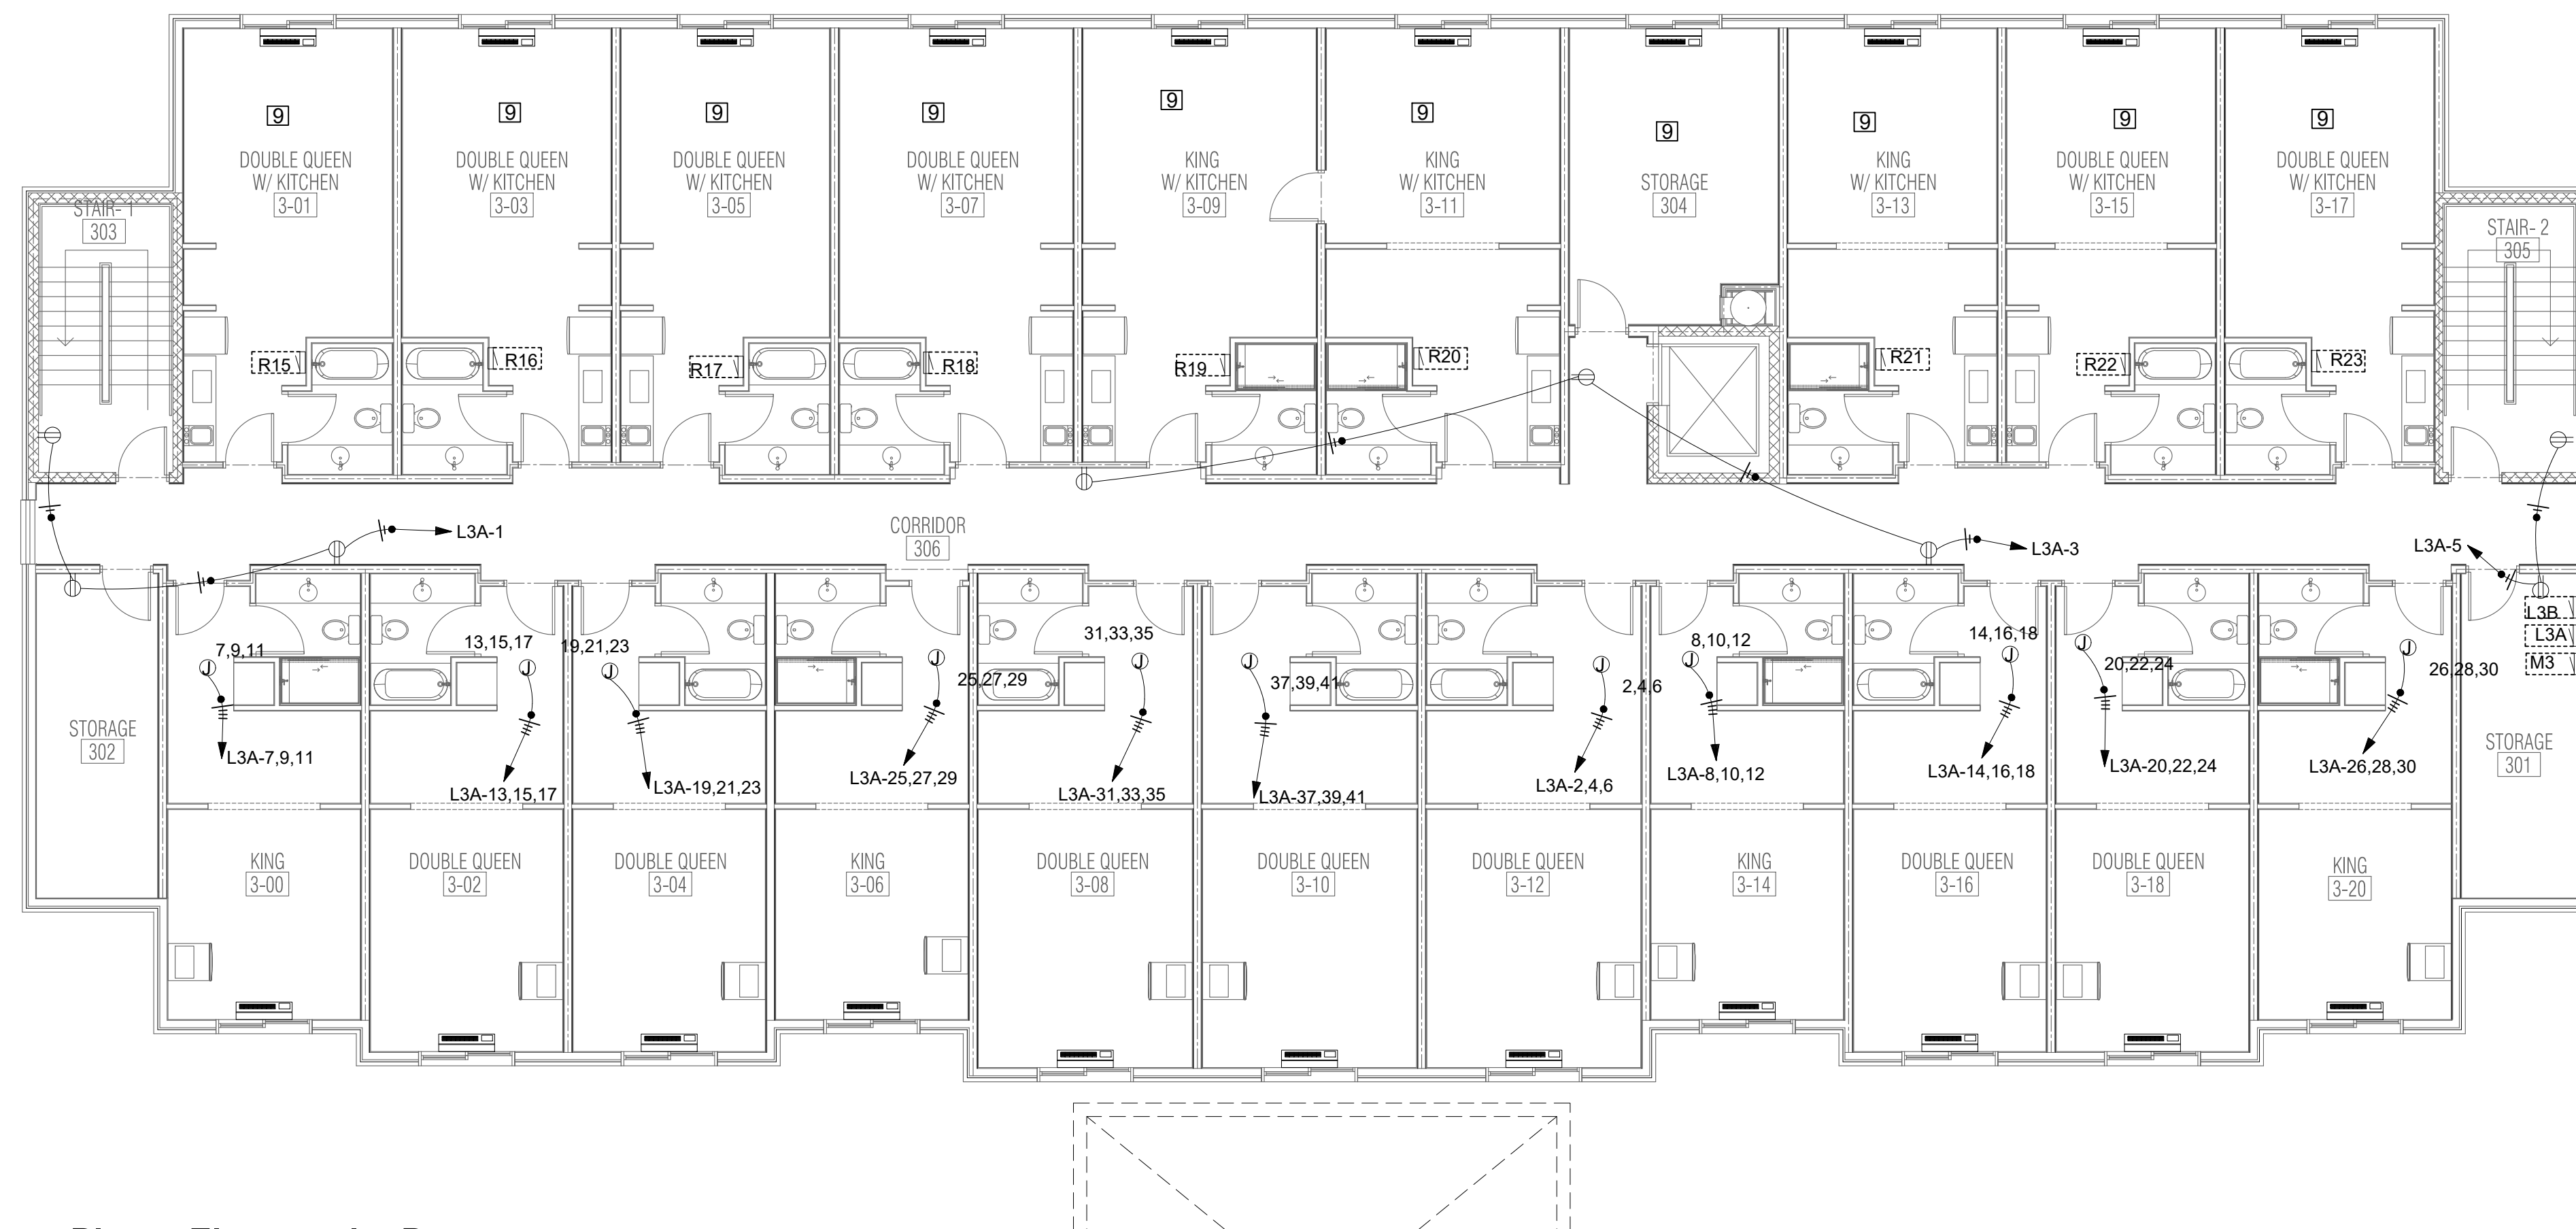 9
9
9
9
9
9
9
9
9
9
DOUBLE QUEEN
W/ KITCHEN
3-01
DOUBLE QUEEN
W/ KITCHEN
3-03
DOUBLE QUEEN
W/ KITCHEN
3-05
DOUBLE QUEEN
W/ KITCHEN
3-07
KING
W/ KITCHEN
3-09
KING
W/ KITCHEN
3-11
STORAGE
304
KING
W/ KITCHEN
3-13
DOUBLE QUEEN
W/ KITCHEN
3-15
DOUBLE QUEEN
W/ KITCHEN
3-17
STAIR- 1
303
STAIR- 2
305
R15
R16
R17
R18
R19
R20
R21
R22
R23
L3A-1
CORRIDOR
306
L3A-3
L3A-5
L3B
L3A
M3
7,9,11
13,15,17
19,21,23
25,27,29
31,33,35
37,39,41
2,4,6
8,10,12
14,16,18
20,22,24
26,28,30
J
J
J
J
J
J
J
J
J
J
J
STORAGE
302
L3A-7,9,11
L3A-13,15,17
L3A-19,21,23
L3A-25,27,29
L3A-31,33,35
L3A-37,39,41
L3A-2,4,6
L3A-8,10,12
L3A-14,16,18
L3A-20,22,24
L3A-26,28,30
STORAGE
301
KING
3-00
DOUBLE QUEEN
3-02
DOUBLE QUEEN
3-04
KING
3-06
DOUBLE QUEEN
3-08
DOUBLE QUEEN
3-10
DOUBLE QUEEN
3-12
KING
3-14
DOUBLE QUEEN
3-16
DOUBLE QUEEN
3-18
KING
3-20